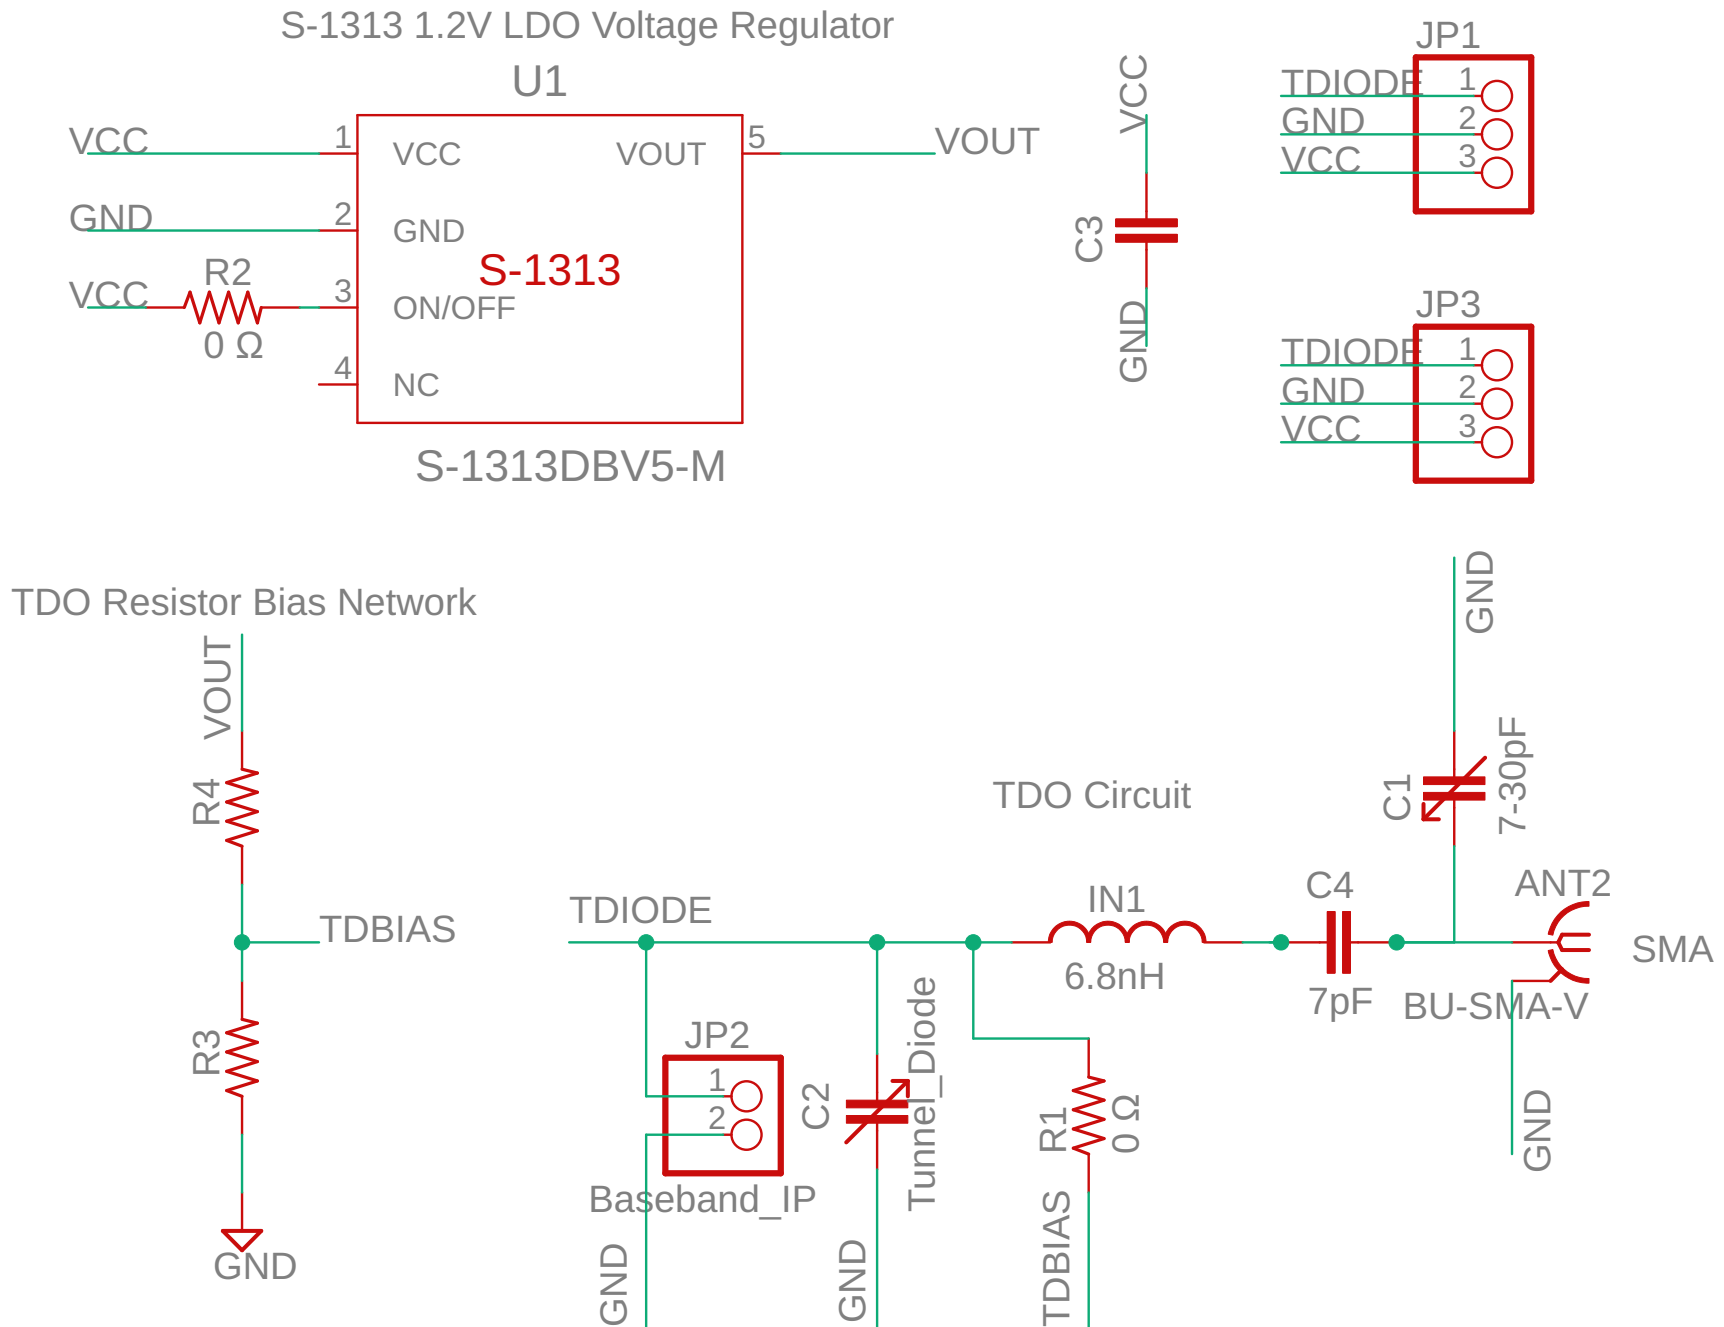 S-1313 1.2V LDO Voltage Regulator
U1
VCC
1
VCC
VOUT
5
VOUT
GND
2
GND
S-1313
VCC
R2
0 Ω
3
ON/OFF
4
NC
S-1313DBV5-M
VCC
C3
GND
JP1
TDIODE
1
GND
2
VCC
3
JP3
TDIODE
1
GND
2
VCC
3
TDO Resistor Bias Network
VOUT
R4
TDBIAS
R3
GND
TDO Circuit
TDIODE
JP2
1
2
Baseband_IP
GND
C2
Tunnel_Diode
GND
IN1
6.8nH
R1
0 Ω
TDBIAS
C4
7pF
GND
C1
7-30pF
ANT2
SMA
BU-SMA-V
GND